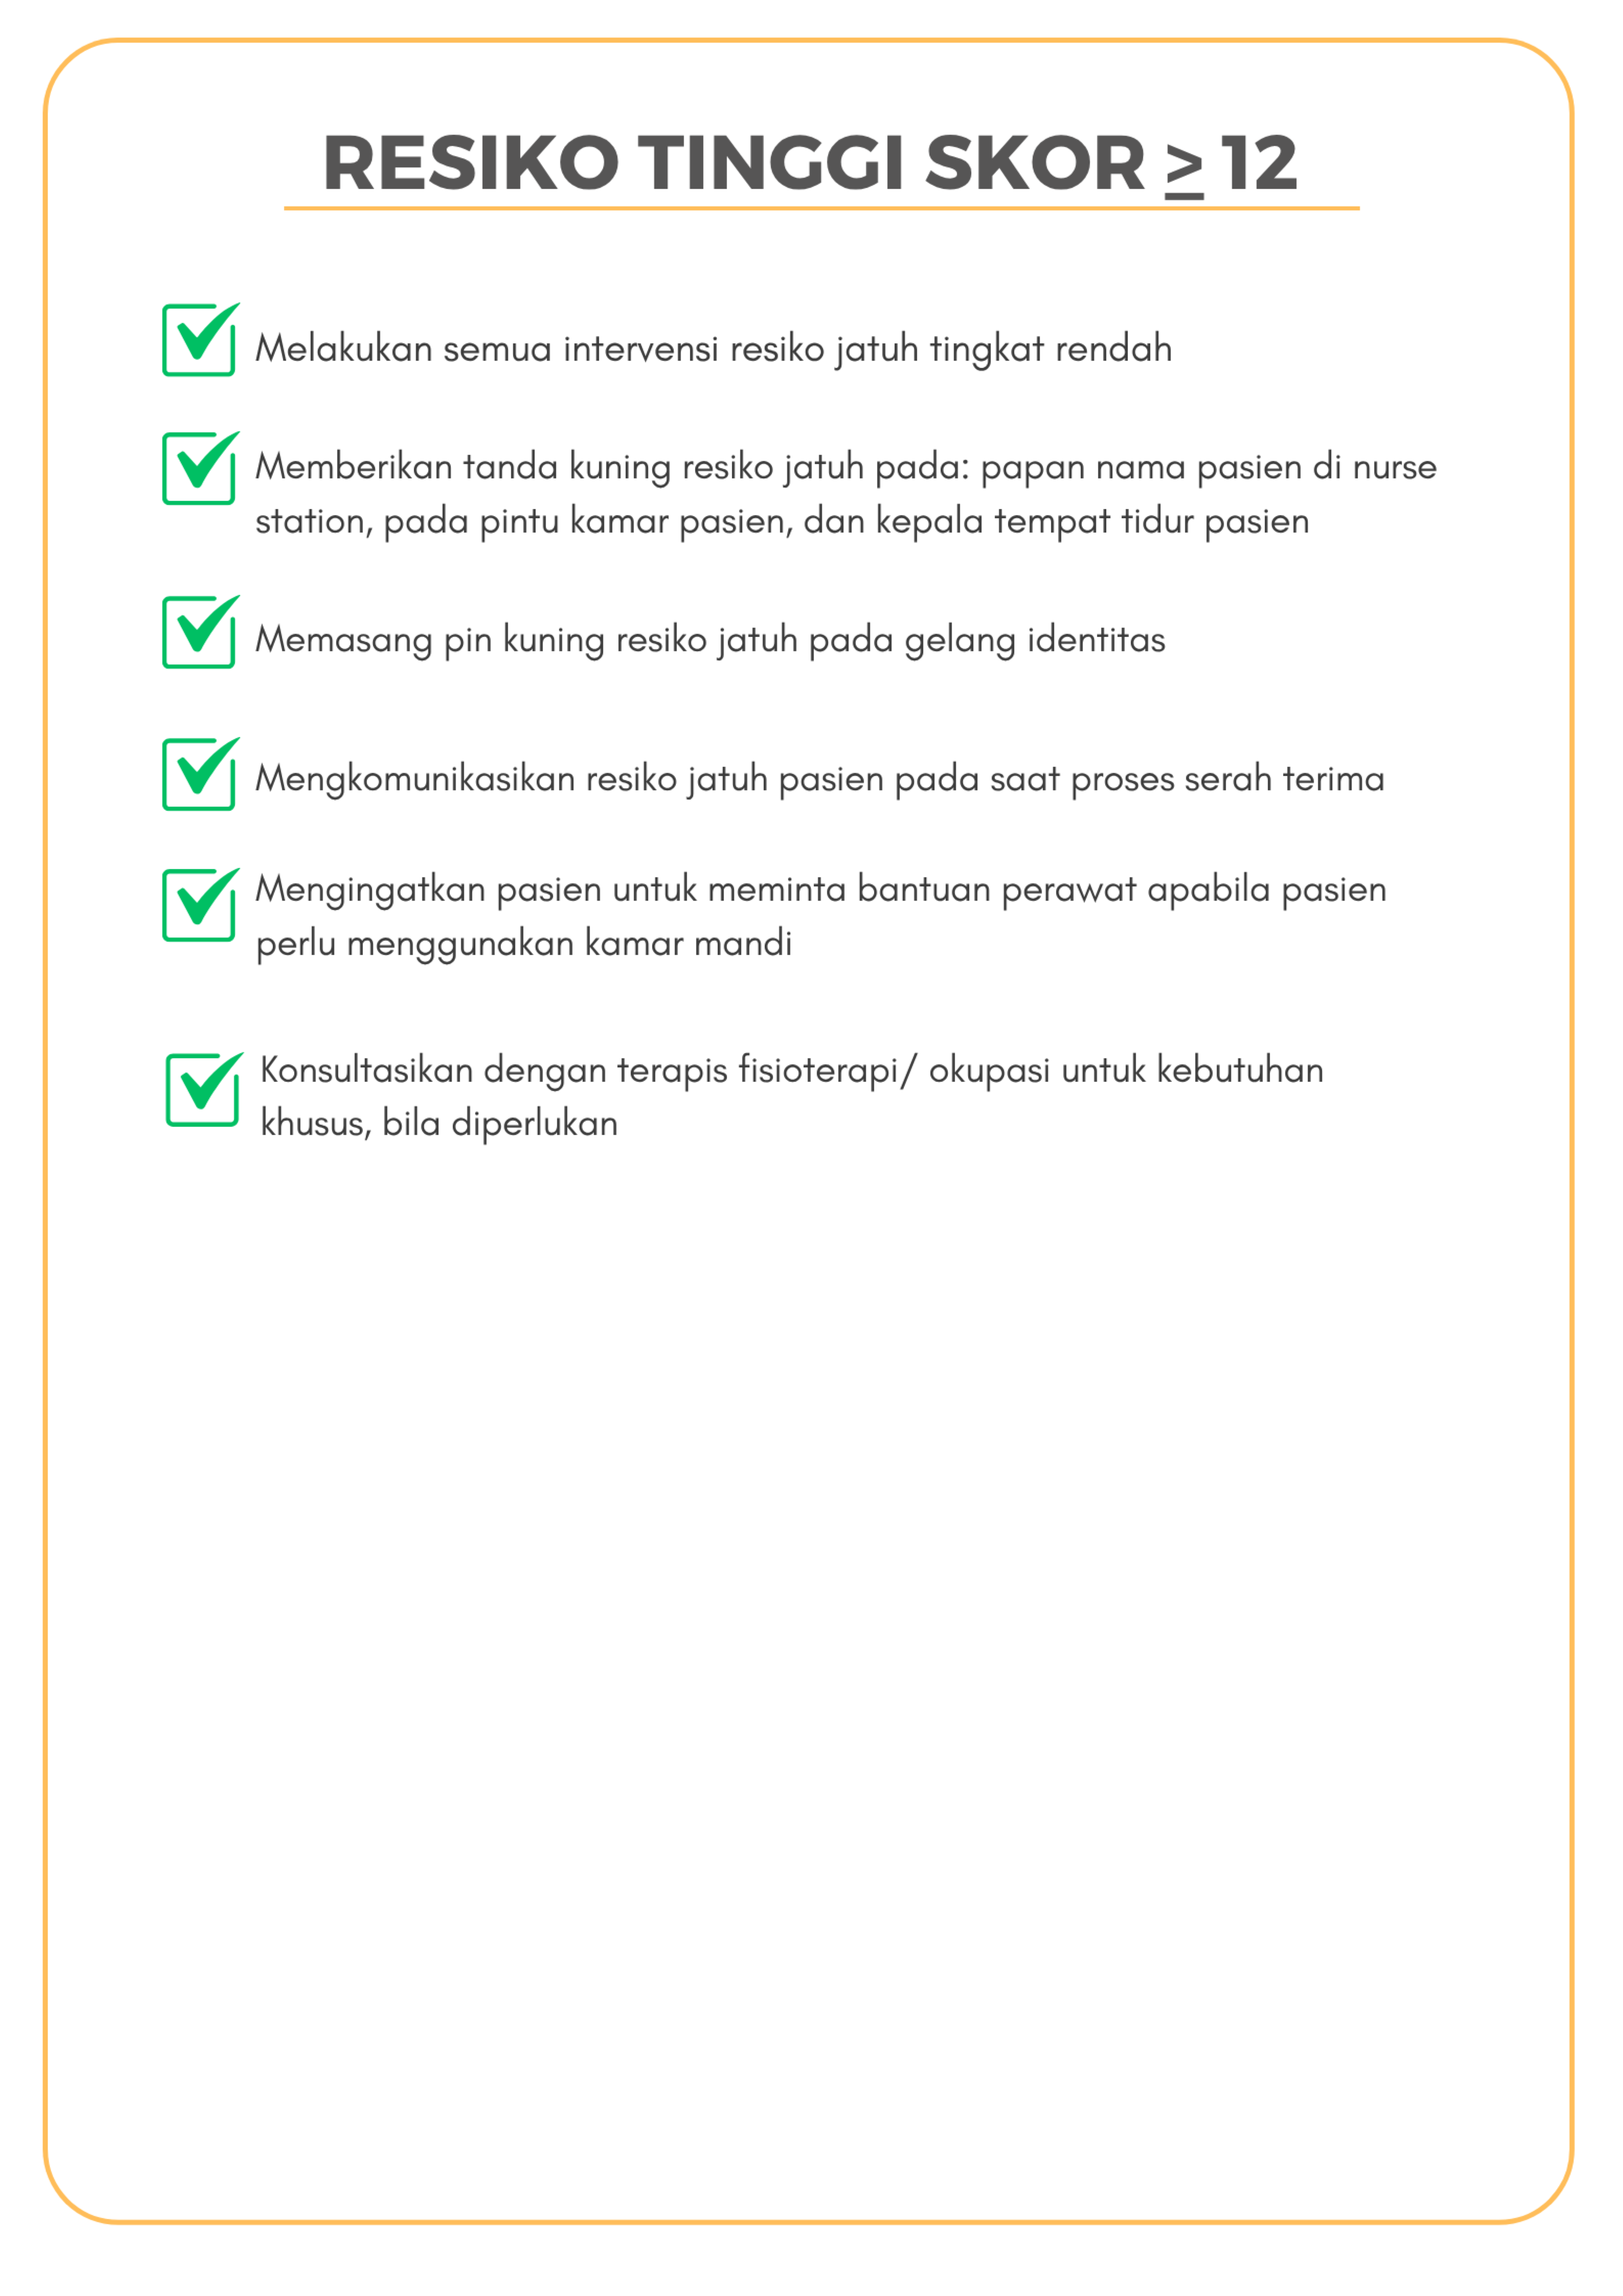 RESIKO TINGGI SKOR ≥ 12
Melakukan semua intervensi resiko jatuh tingkat rendah
Memberikan tanda kuning resiko jatuh pada: papan nama pasien di nurse
station, pada pintu kamar pasien, dan kepala tempat tidur pasien
Memasang pin kuning resiko jatuh pada gelang identitas
Mengkomunikasikan resiko jatuh pasien pada saat proses serah terima
Mengingatkan pasien untuk meminta bantuan perawat apabila pasien
perlu menggunakan kamar mandi
Konsultasikan dengan terapis fisioterapi/ okupasi untuk kebutuhan
khusus, bila diperlukan